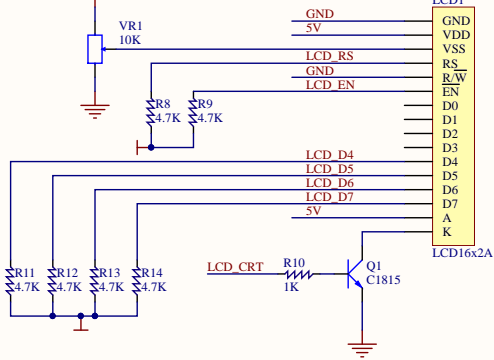 LCD1
VR1
10K
GND
5V
LCD_RS
GND
LCD_EN
GND
VDD
VSS
RS
R/W
EN
D0
D1
D2
D3
D4
D5
D6
D7
A
K
LCD16x2A
R8
4.7K
R9
4.7K
LCD_D4
LCD_D5
LCD_D6
LCD_D7
5V
LCD_CRT
R10
1K
Q1
C1815
R11
4.7K
R12
4.7K
R13
4.7K
R14
4.7K